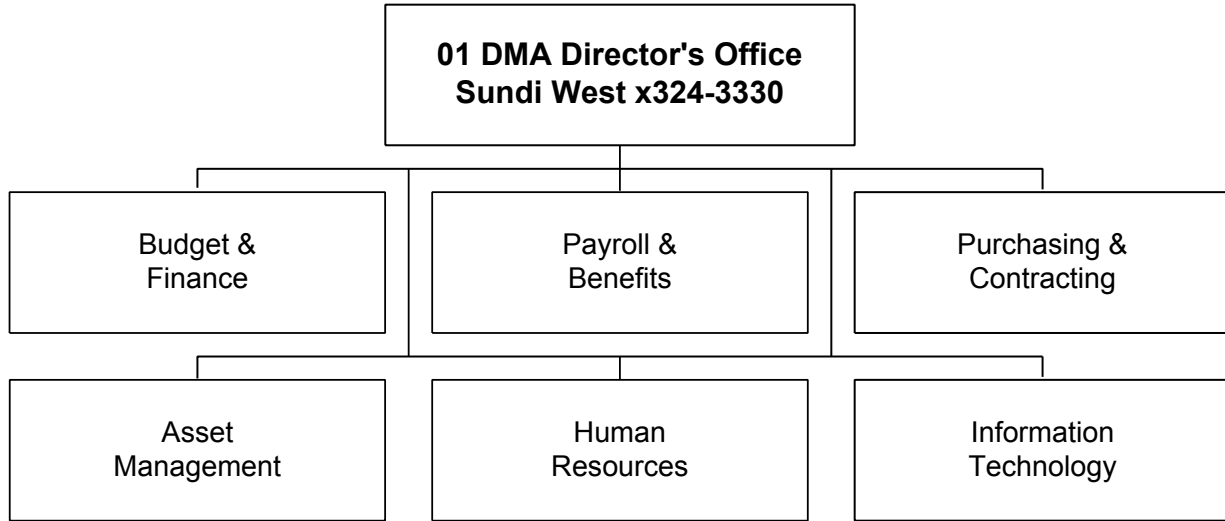 01 DMA Director's Office
Sundi West x324-3330
Budget &
Finance
Payroll &
Benefits
Purchasing &
Contracting
Asset
Management
Human
Resources
Information
Technology